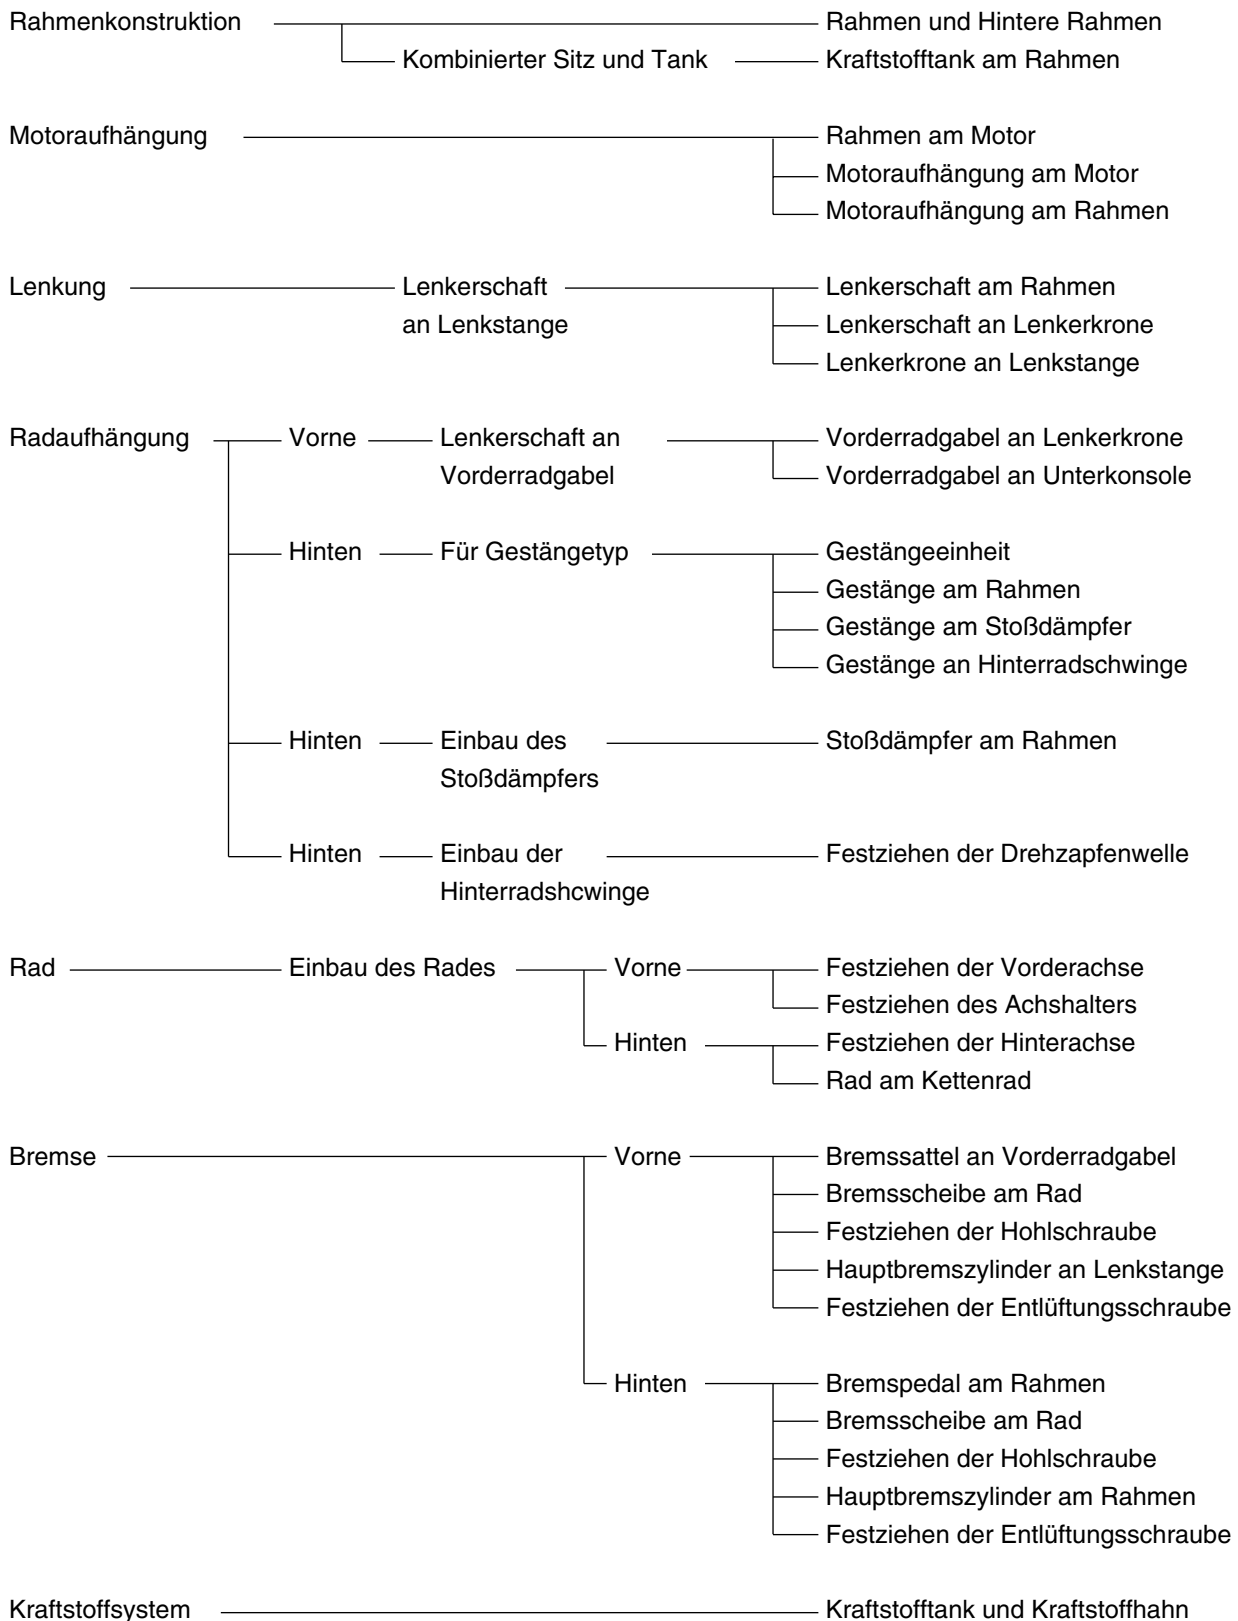 Rahmenkonstruktion Rahmen und Hintere Rahmen
Kombinierter Sitz und Tank Kraftstofftank am Rahmen
Motoraufhängung Rahmen am Motor
Motoraufhängung am Motor
Motoraufhängung am Rahmen
Lenkung Lenkerschaft Lenkerschaft am Rahmen
an Lenkstange Lenkerschaft an Lenkerkrone
Lenkerkrone an Lenkstange
Radaufhängung Vorne Lenkerschaft an Vorderradgabel an Lenkerkrone
Vorderradgabel Vorderradgabel an Unterkonsole
Hinten Für Gestängetyp Gestängeeinheit
Gestänge am Rahmen
Gestänge am Stoßdämpfer
Gestänge an Hinterradschwinge
Hinten Einbau des Stoßdämpfer am Rahmen
Stoßdämpfers
Hinten Einbau der Festziehen der Drehzapfenwelle
Hinterradshcwinge
Rad Einbau des Rades Vorne Festziehen der Vorderachse
Festziehen des Achshalters
Hinten Festziehen der Hinterachse
Rad am Kettenrad
Bremse Vorne Bremssattel an Vorderradgabel
Bremsscheibe am Rad
Festziehen der Hohlschraube
Hauptbremszylinder an Lenkstange
Festziehen der Entlüftungsschraube
Hinten Bremspedal am Rahmen
Bremsscheibe am Rad
Festziehen der Hohlschraube
Hauptbremszylinder am Rahmen
Festziehen der Entlüftungsschraube
Kraftstoffsystem Kraftstofftank und Kraftstoffhahn